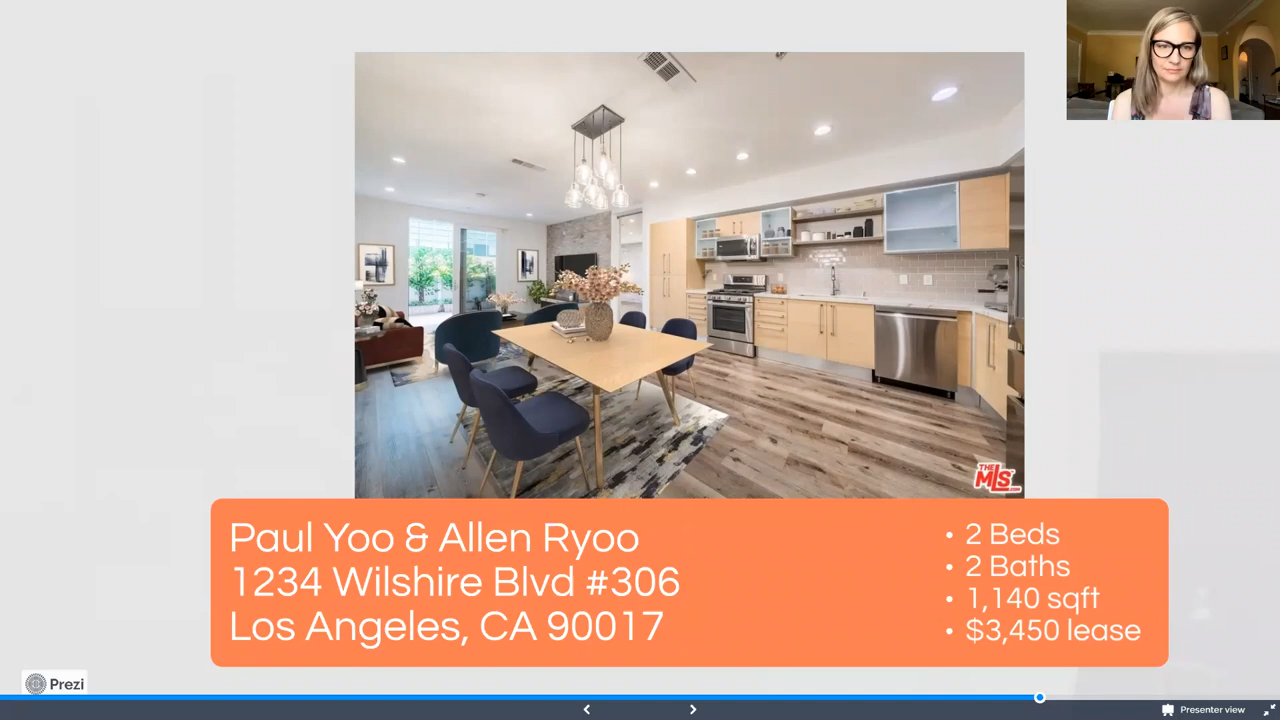 THE
MLS.COM
Paul Yoo & Allen Ryoo
1234 Wilshire Blvd #306
Los Angeles, CA 90017
• 2 Beds
• 2 Baths
• 1,140 sqft
• $3,450 lease
Prezi
Presenter view